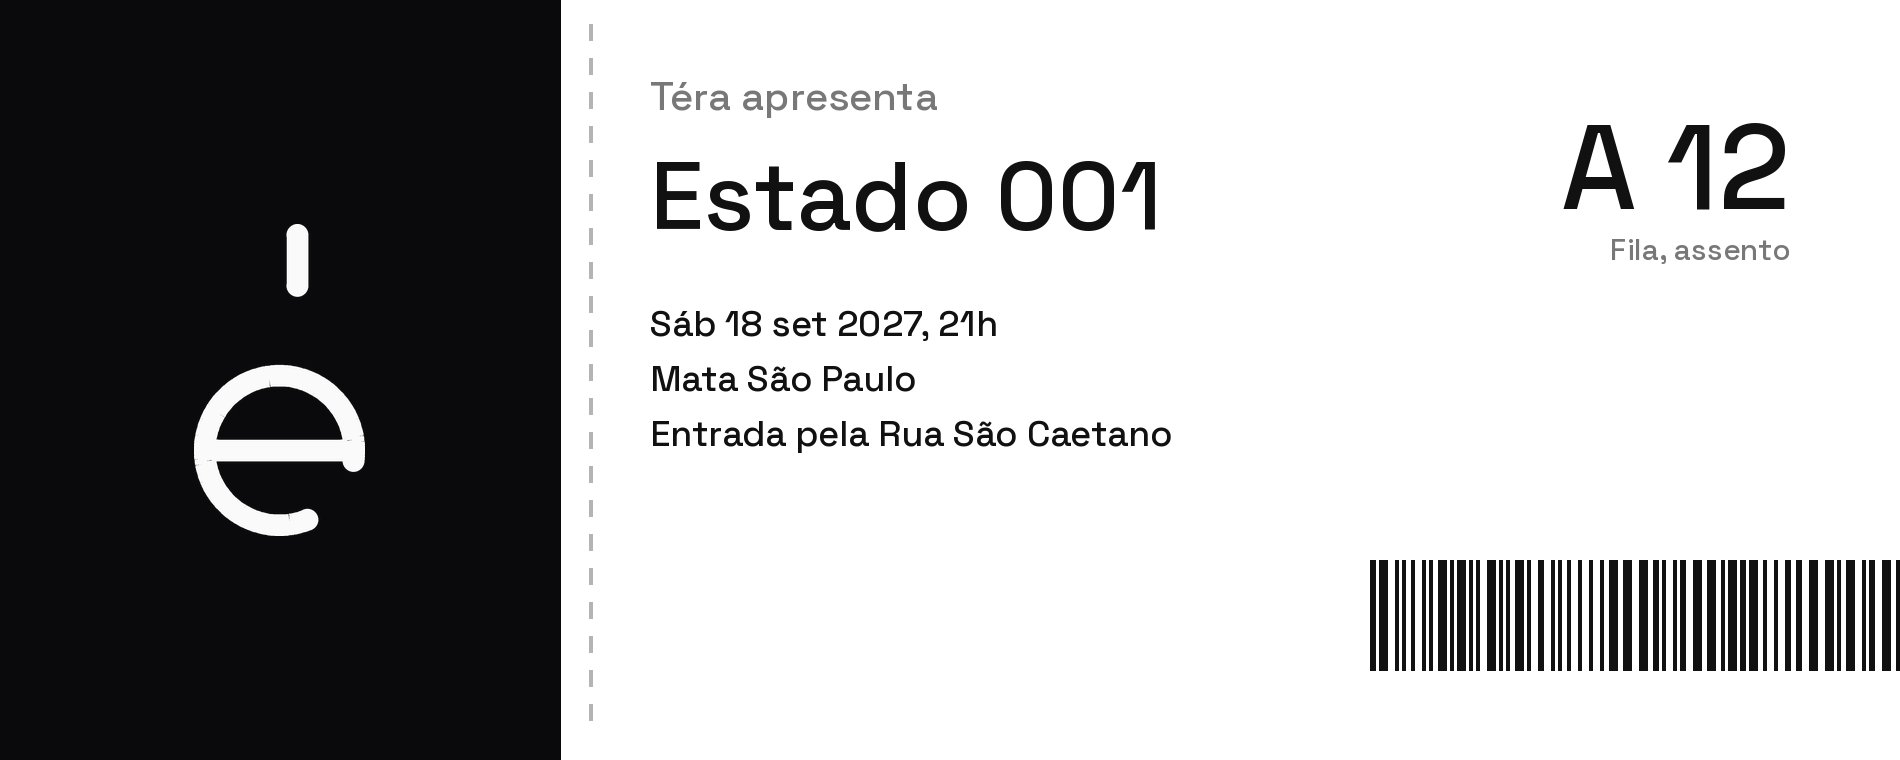 é
Téra apresenta
Estado 001
Sáb 18 set 2027, 21h
Mata São Paulo
Entrada pela Rua São Caetano
A 12
Fila, assento